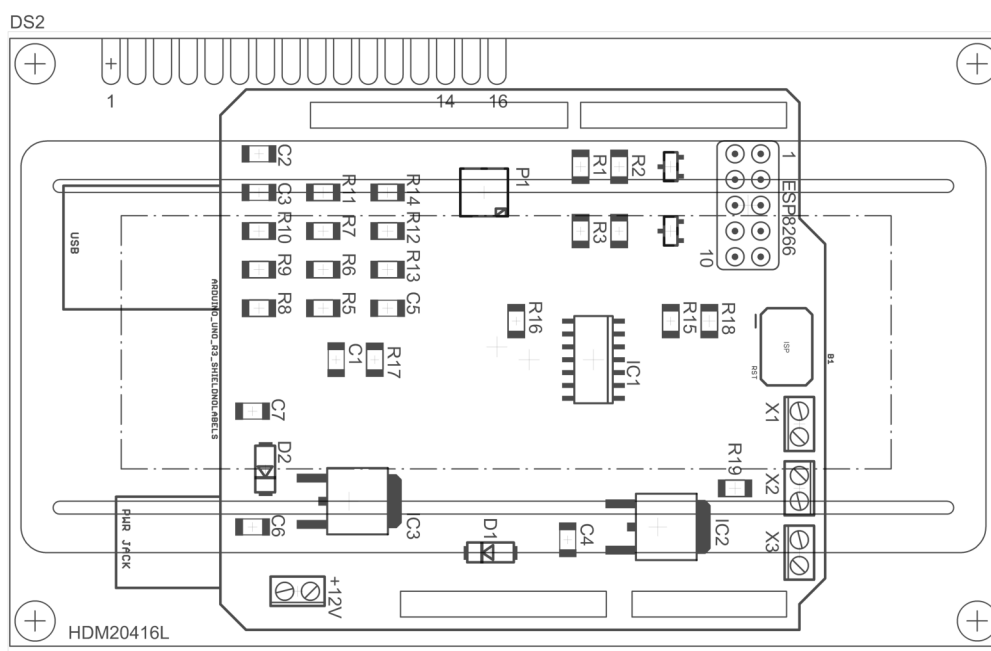 DS2
1
14
16
C2
R1
R2
1
C3
R11
R14
P1
ESP8266
R10
R7
R12
R3
10
USB
R9
R6
R13
R8
R5
C5
ARDUINO_UNO_R3_SHIELDNOLABELS
R16
R15
R18
ISP
RST
B1
C1
R17
IC1
C7
X1
D2
R19
X2
C6
IC3
D1
C4
IC2
X3
PWR JACK
+12V
HDM20416L